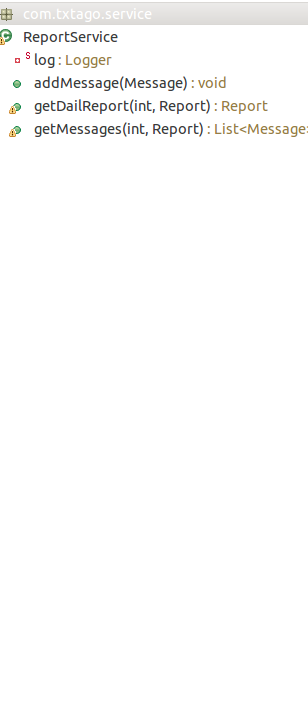 com.txtago.service
ReportService
S log : Logger
addMessage(Message) : void
getDailReport(int, Report) : Report
getMessages(int, Report) : List<Message>